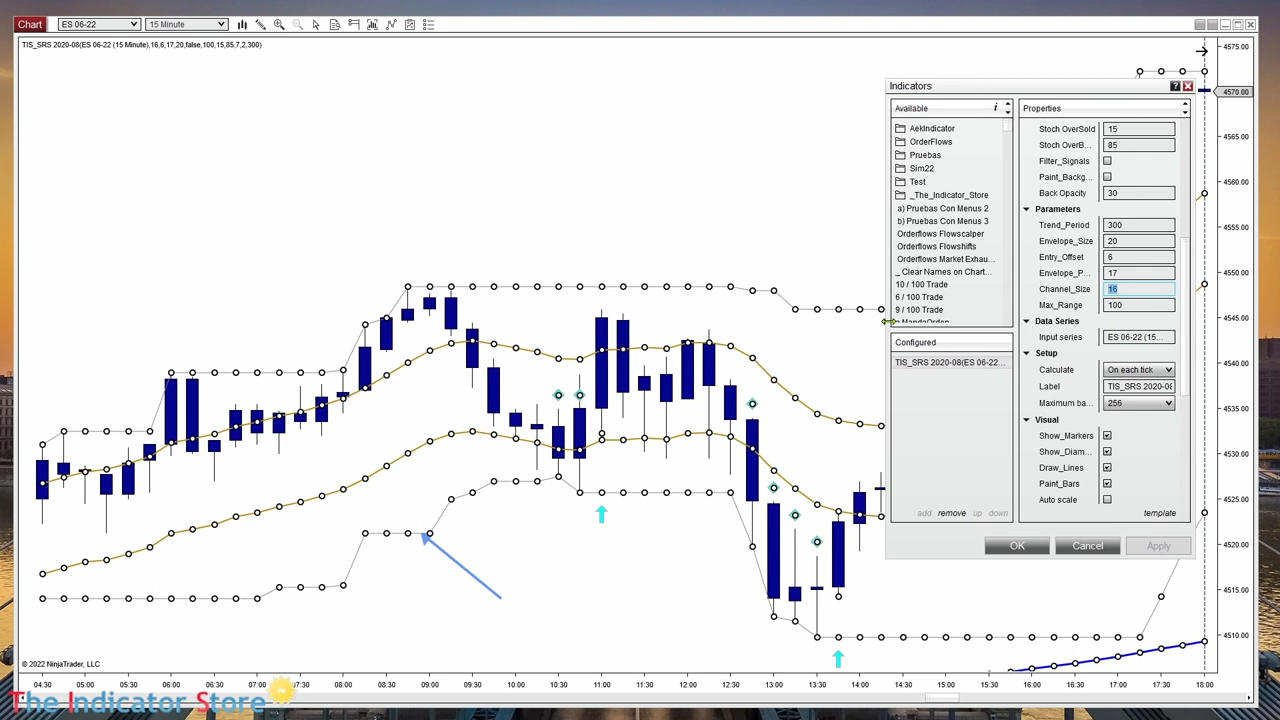 Chart ES 06-22 15 Minute
TIS_SRS 2020-08(ES 06-22 (15 Minute),16,6,17,20,false,100,15,85,7,2,300)
4575.00
4570.00
4565.00
4560.00
4555.00
4550.00
4545.00
4540.00
4535.00
4530.00
4525.00
4520.00
4515.00
4510.00
Indicators
Available
AekIndicator
OrderFlows
Pruebas
Sim22
Test
_The_Indicator_Store
a) Pruebas Con Menus 2
b) Pruebas Con Menus 3
Orderflows Flowscalper
Orderflows Flowshifts
Orderflows Market Exhau...
_ Clear Names on Chart...
10 / 100 Trade
6 / 100 Trade
9 / 100 Trade
Configured
TIS_SRS 2020-08(ES 06-22...
add remove up down
Properties
Stoch OverSold 15
Stoch OverB... 85
Filter_Signals
Paint_Backg...
Back Opacity 30
Parameters
Trend_Period 300
Envelope_Size 20
Entry_Offset 6
Envelope_P... 17
Channel_Size 16
Max_Range 100
Data Series
Input series ES 06-22 (15...
Setup
Calculate On each tick
Label TIS_SRS 2020-08
Maximum ba... 256
Visual
Show_Markers
Show_Diam...
Draw_Lines
Paint_Bars
Auto scale
template
OK Cancel Apply
© 2022 NinjaTrader, LLC
04:30 05:00 05:30 06:00 06:30 07:00 07:30 08:00 08:30 09:00 09:30 10:00 10:30 11:00 11:30 12:00 12:30 13:00 13:30 14:00 14:30 15:00 15:30 16:00 16:30 17:00 17:30 18:00
The Indicator Store